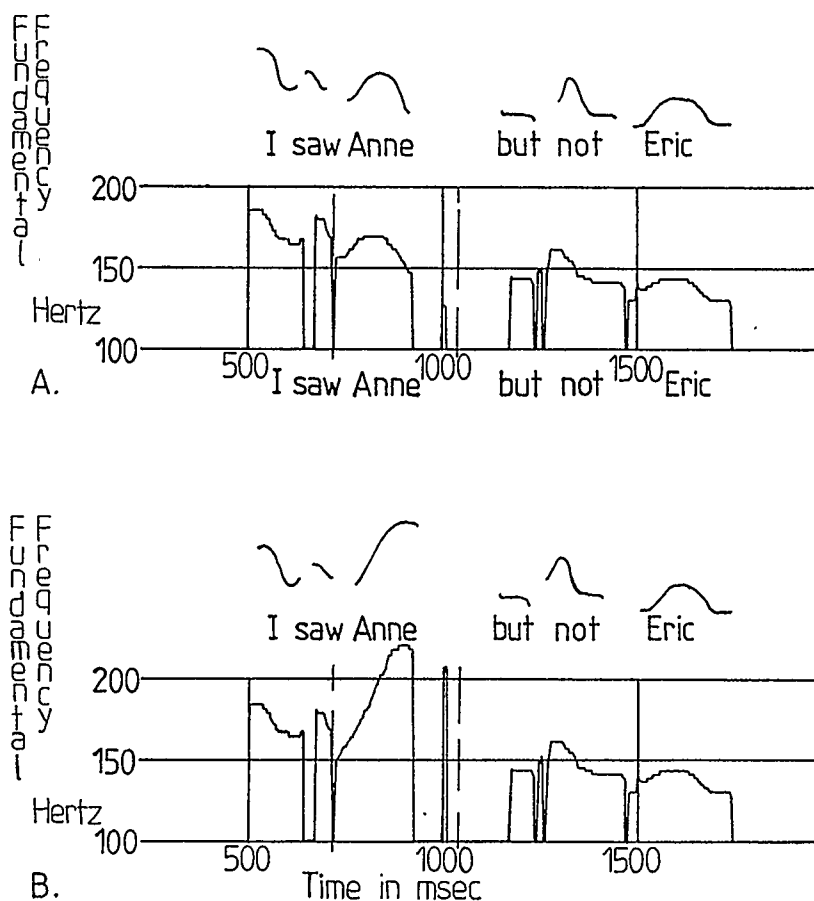 Fundamental
Frequency
I saw Anne but not Eric
200
150
Hertz
100
500 1000 1500
I saw Anne but not Eric
A.
Fundamental
Frequency
I saw Anne but not Eric
200
150
Hertz
100
500 1000 1500
B.
Time in msec